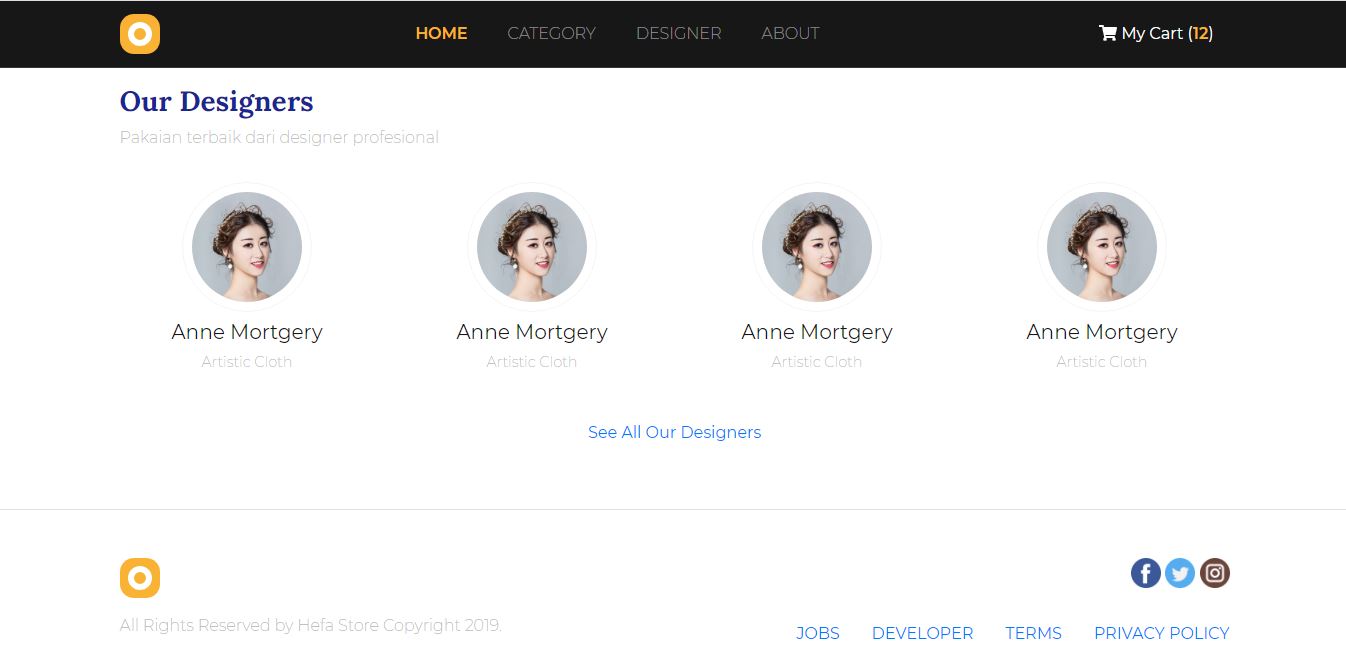 HOME CATEGORY DESIGNER ABOUT My Cart (12)
Our Designers
Pakaian terbaik dari designer profesional
Anne Mortgery Anne Mortgery Anne Mortgery Anne Mortgery
Artistic Cloth Artistic Cloth Artistic Cloth Artistic Cloth
See All Our Designers
All Rights Reserved by Hefa Store Copyright 2019.
JOBS DEVELOPER TERMS PRIVACY POLICY